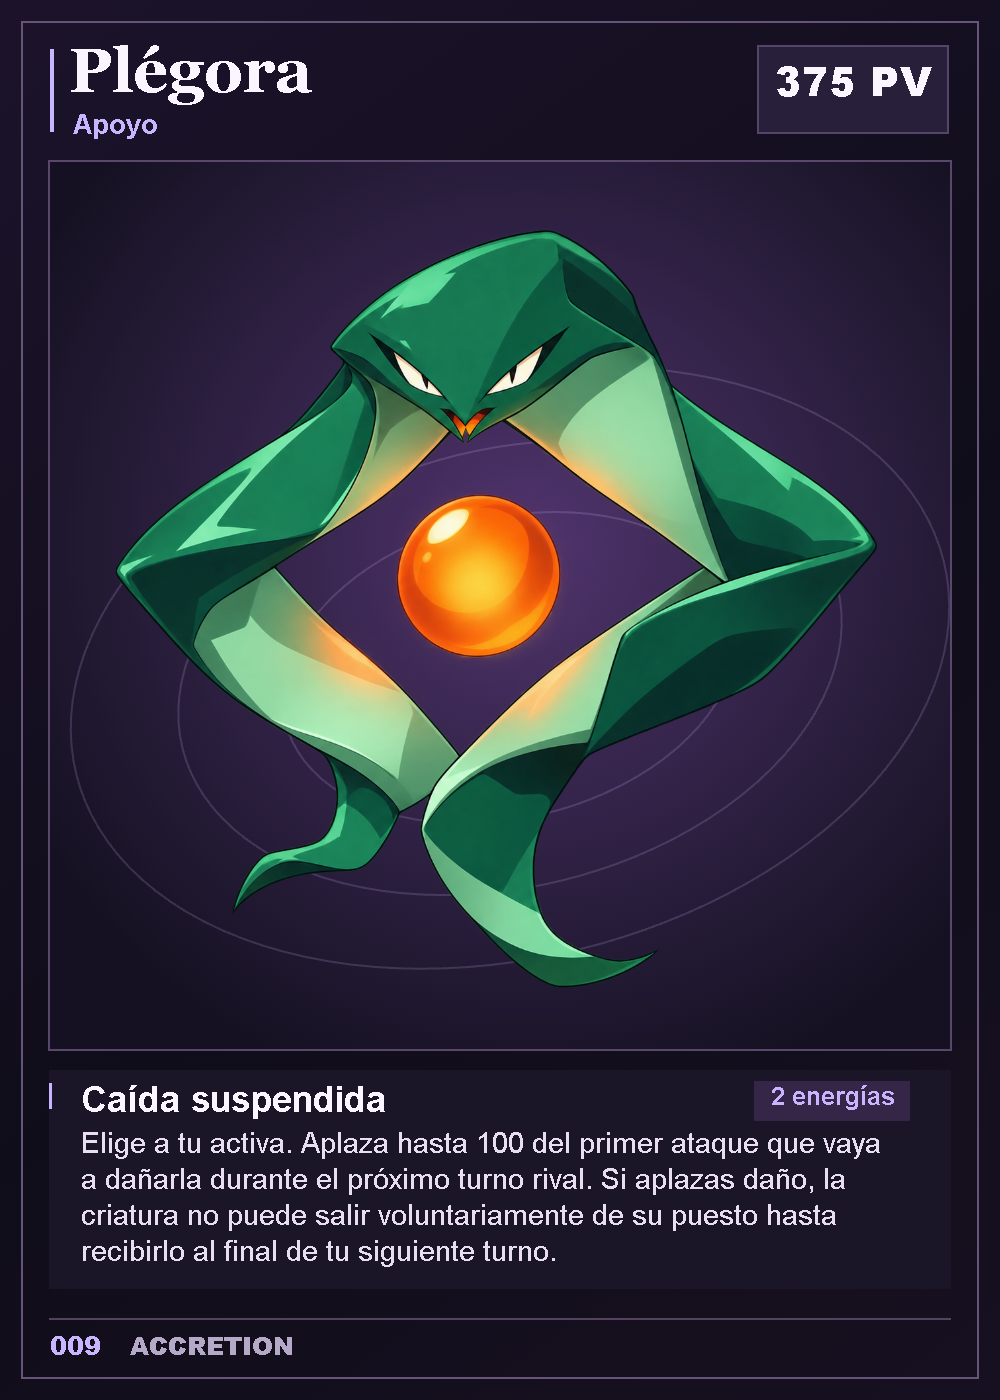 Plégora
375 PV
Apoyo
Caída suspendida
2 energías
Elige a tu activa. Aplaza hasta 100 del primer ataque que vaya
a dañarla durante el próximo turno rival. Si aplazas daño, la
criatura no puede salir voluntariamente de su puesto hasta
recibirlo al final de tu siguiente turno.
009 ACCRETION